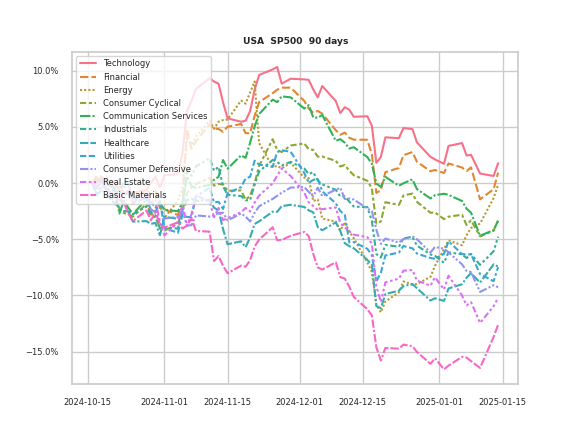 USA SP500 90 days
10.0%
5.0%
0.0%
−5.0%
−10.0%
−15.0%
Technology
Financial
Energy
Consumer Cyclical
Communication Services
Industrials
Healthcare
Utilities
Consumer Defensive
Real Estate
Basic Materials
2024-10-15
2024-11-01
2024-11-15
2024-12-01
2024-12-15
2025-01-01
2025-01-15